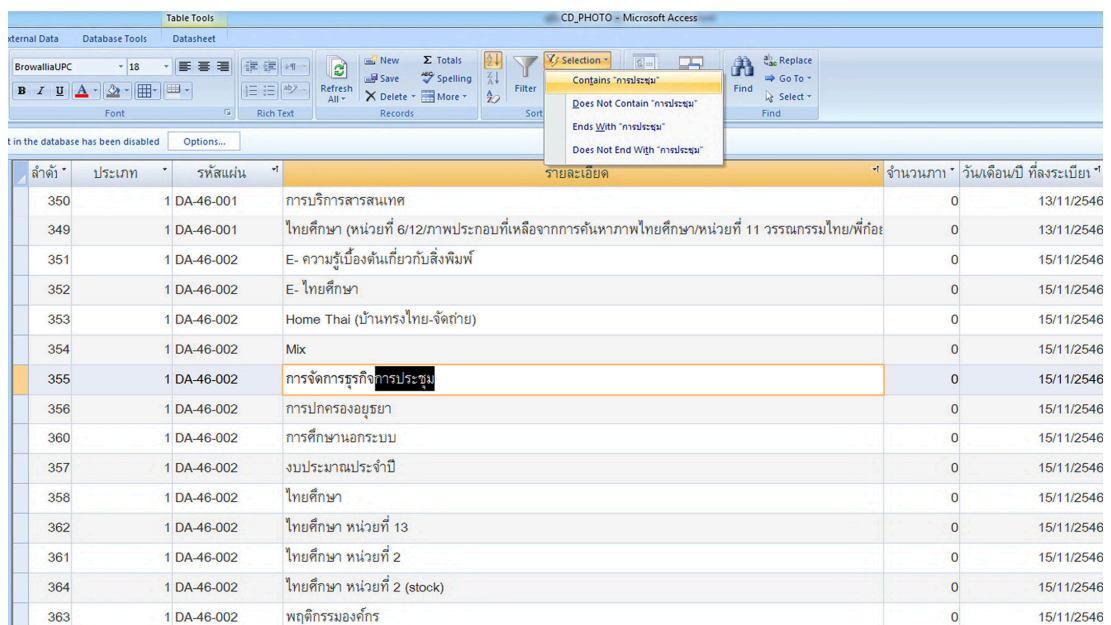 Table Tools CD_PHOTO - Microsoft Access
xternal Data Database Tools Datasheet
BrowalliaUPC 18
B I U A
Font
Rich Text
Refresh All
New
Save
Delete
Totals
Spelling
More
Records
Filter
Sort
Selection
Contains "การประชุม"
Does Not Contain "การประชุม"
Ends With "การประชุม"
Does Not End With "การประชุม"
Find
Replace
Go To
Select
Find
t in the database has been disabled Options...
ลำดั ประเภท รหัสแผ่น รายละเอียด จำนวนภา วัน/เดือน/ปี ที่ลงระเบีย
350 1 DA-46-001 การบริการสารสนเทศ 0 13/11/2546
349 1 DA-46-001 ไทยศึกษา (หน่วยที่ 6/12/ภาพประกอบที่เหลือจากการค้นหาภาพไทยศึกษา/หน่วยที่ 11 วรรณกรรมไทย/พี่ก๋อย 0 13/11/2546
351 1 DA-46-002 E- ความรู้เบื้องต้นเกี่ยวกับสิ่งพิมพ์ 0 15/11/2546
352 1 DA-46-002 E- ไทยศึกษา 0 15/11/2546
353 1 DA-46-002 Home Thai (บ้านทรงไทย-จัดถ่าย) 0 15/11/2546
354 1 DA-46-002 Mix 0 15/11/2546
355 1 DA-46-002 การจัดการธุรกิจการประชุม 0 15/11/2546
356 1 DA-46-002 การปกครองอยุธยา 0 15/11/2546
360 1 DA-46-002 การศึกษานอกระบบ 0 15/11/2546
357 1 DA-46-002 งบประมาณประจำปี 0 15/11/2546
358 1 DA-46-002 ไทยศึกษา 0 15/11/2546
362 1 DA-46-002 ไทยศึกษา หน่วยที่ 13 0 15/11/2546
361 1 DA-46-002 ไทยศึกษา หน่วยที่ 2 0 15/11/2546
364 1 DA-46-002 ไทยศึกษา หน่วยที่ 2 (stock) 0 15/11/2546
363 1 DA-46-002 พฤติกรรมองค์กร 0 15/11/2546